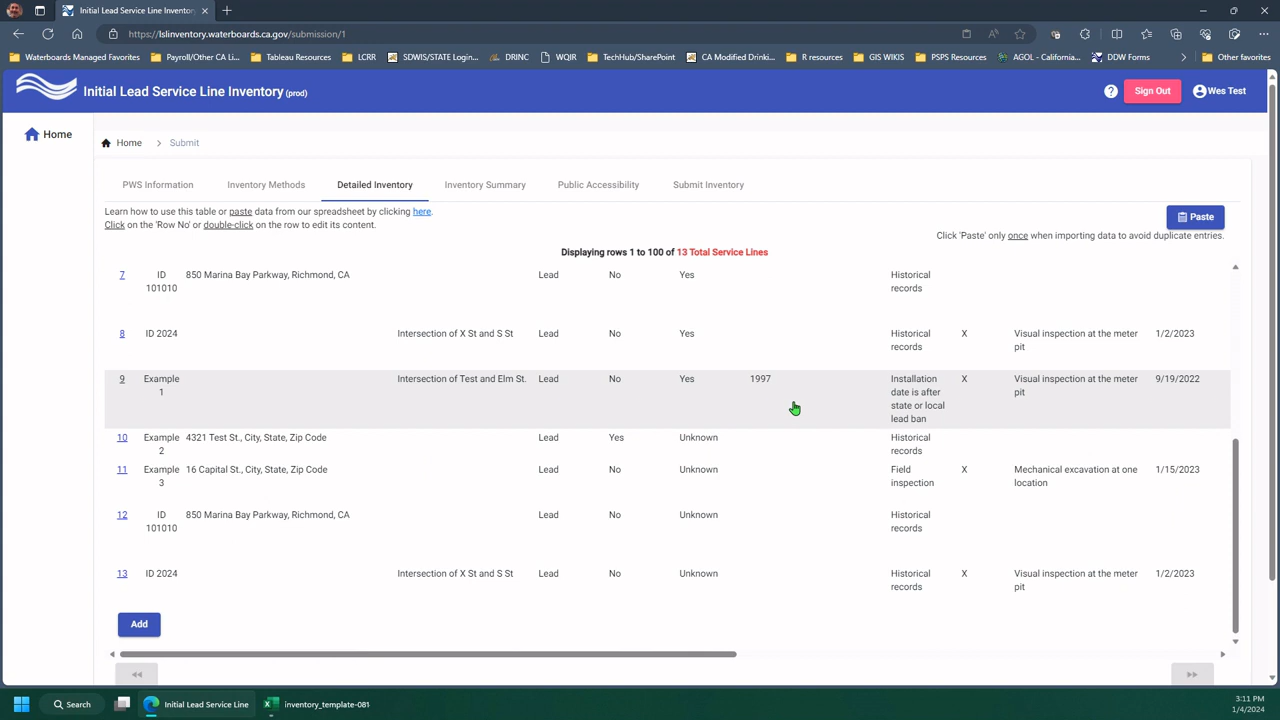 Initial Lead Service Line Inventor
https://lslinventory.waterboards.ca.gov/submission/1
Waterboards Managed Favorites
Payroll/Other CA Li...
Tableau Resources
LCRR
SDWIS/STATE Login...
DRINC
WQIR
TechHub/SharePoint
CA Modified Drinkin...
R resources
GIS WIKIS
PSPS Resources
AGOL - California...
DDW Forms
Other favorites
Initial Lead Service Line Inventory (prod)
Sign Out
Wes Test
Home
Home > Submit
PWS Information
Inventory Methods
Detailed Inventory
Inventory Summary
Public Accessibility
Submit Inventory
Learn how to use this table or paste data from our spreadsheet by clicking here.
Click on the 'Row No' or double-click on the row to edit its content.
Paste
Click 'Paste' only once when importing data to avoid duplicate entries.
Displaying rows 1 to 100 of 13 Total Service Lines
7 ID 850 Marina Bay Parkway, Richmond, CA Lead No Yes Historical
101010 records
8 ID 2024 Intersection of X St and S St Lead No Yes Historical X Visual inspection at the meter 1/2/2023
records pit
9 Example Intersection of Test and Elm St. Lead No Yes 1997 Installation X Visual inspection at the meter 9/19/2022
1 date is after pit
state or local
lead ban
10 Example 4321 Test St., City, State, Zip Code Lead Yes Unknown Historical
2 records
11 Example 16 Capital St., City, State, Zip Code Lead No Unknown Field X Mechanical excavation at one 1/15/2023
3 inspection location
12 ID 850 Marina Bay Parkway, Richmond, CA Lead No Unknown Historical
101010 records
13 ID 2024 Intersection of X St and S St Lead No Unknown Historical X Visual inspection at the meter 1/2/2023
records pit
Add
Search
Initial Lead Service Line
inventory_template-081
3:11 PM
1/4/2024